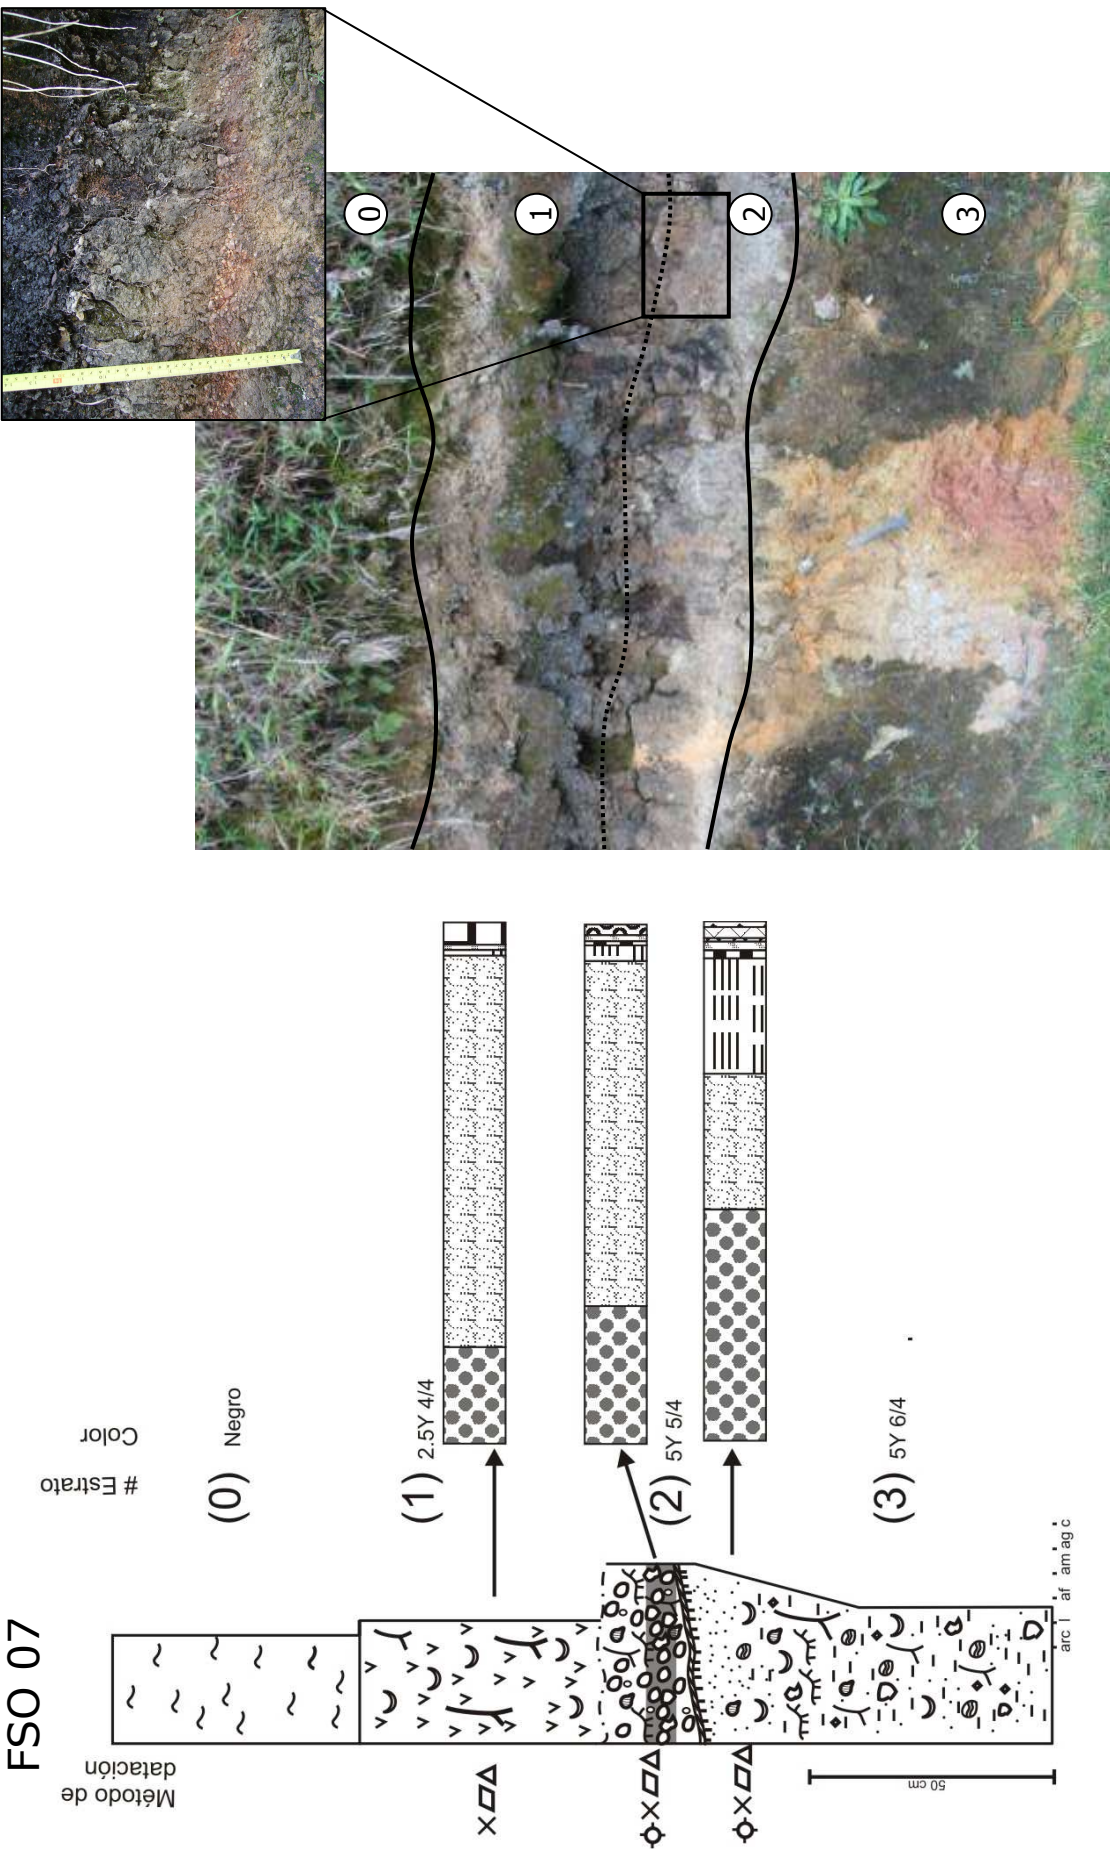 FSO 07
Método de
datación
# Estrato
Color
(0)
Negro
(1)
2.5Y 4/4
(2)
5Y 5/4
(3)
5Y 6/4
50 cm
arc l af am ag c
0
1
2
3